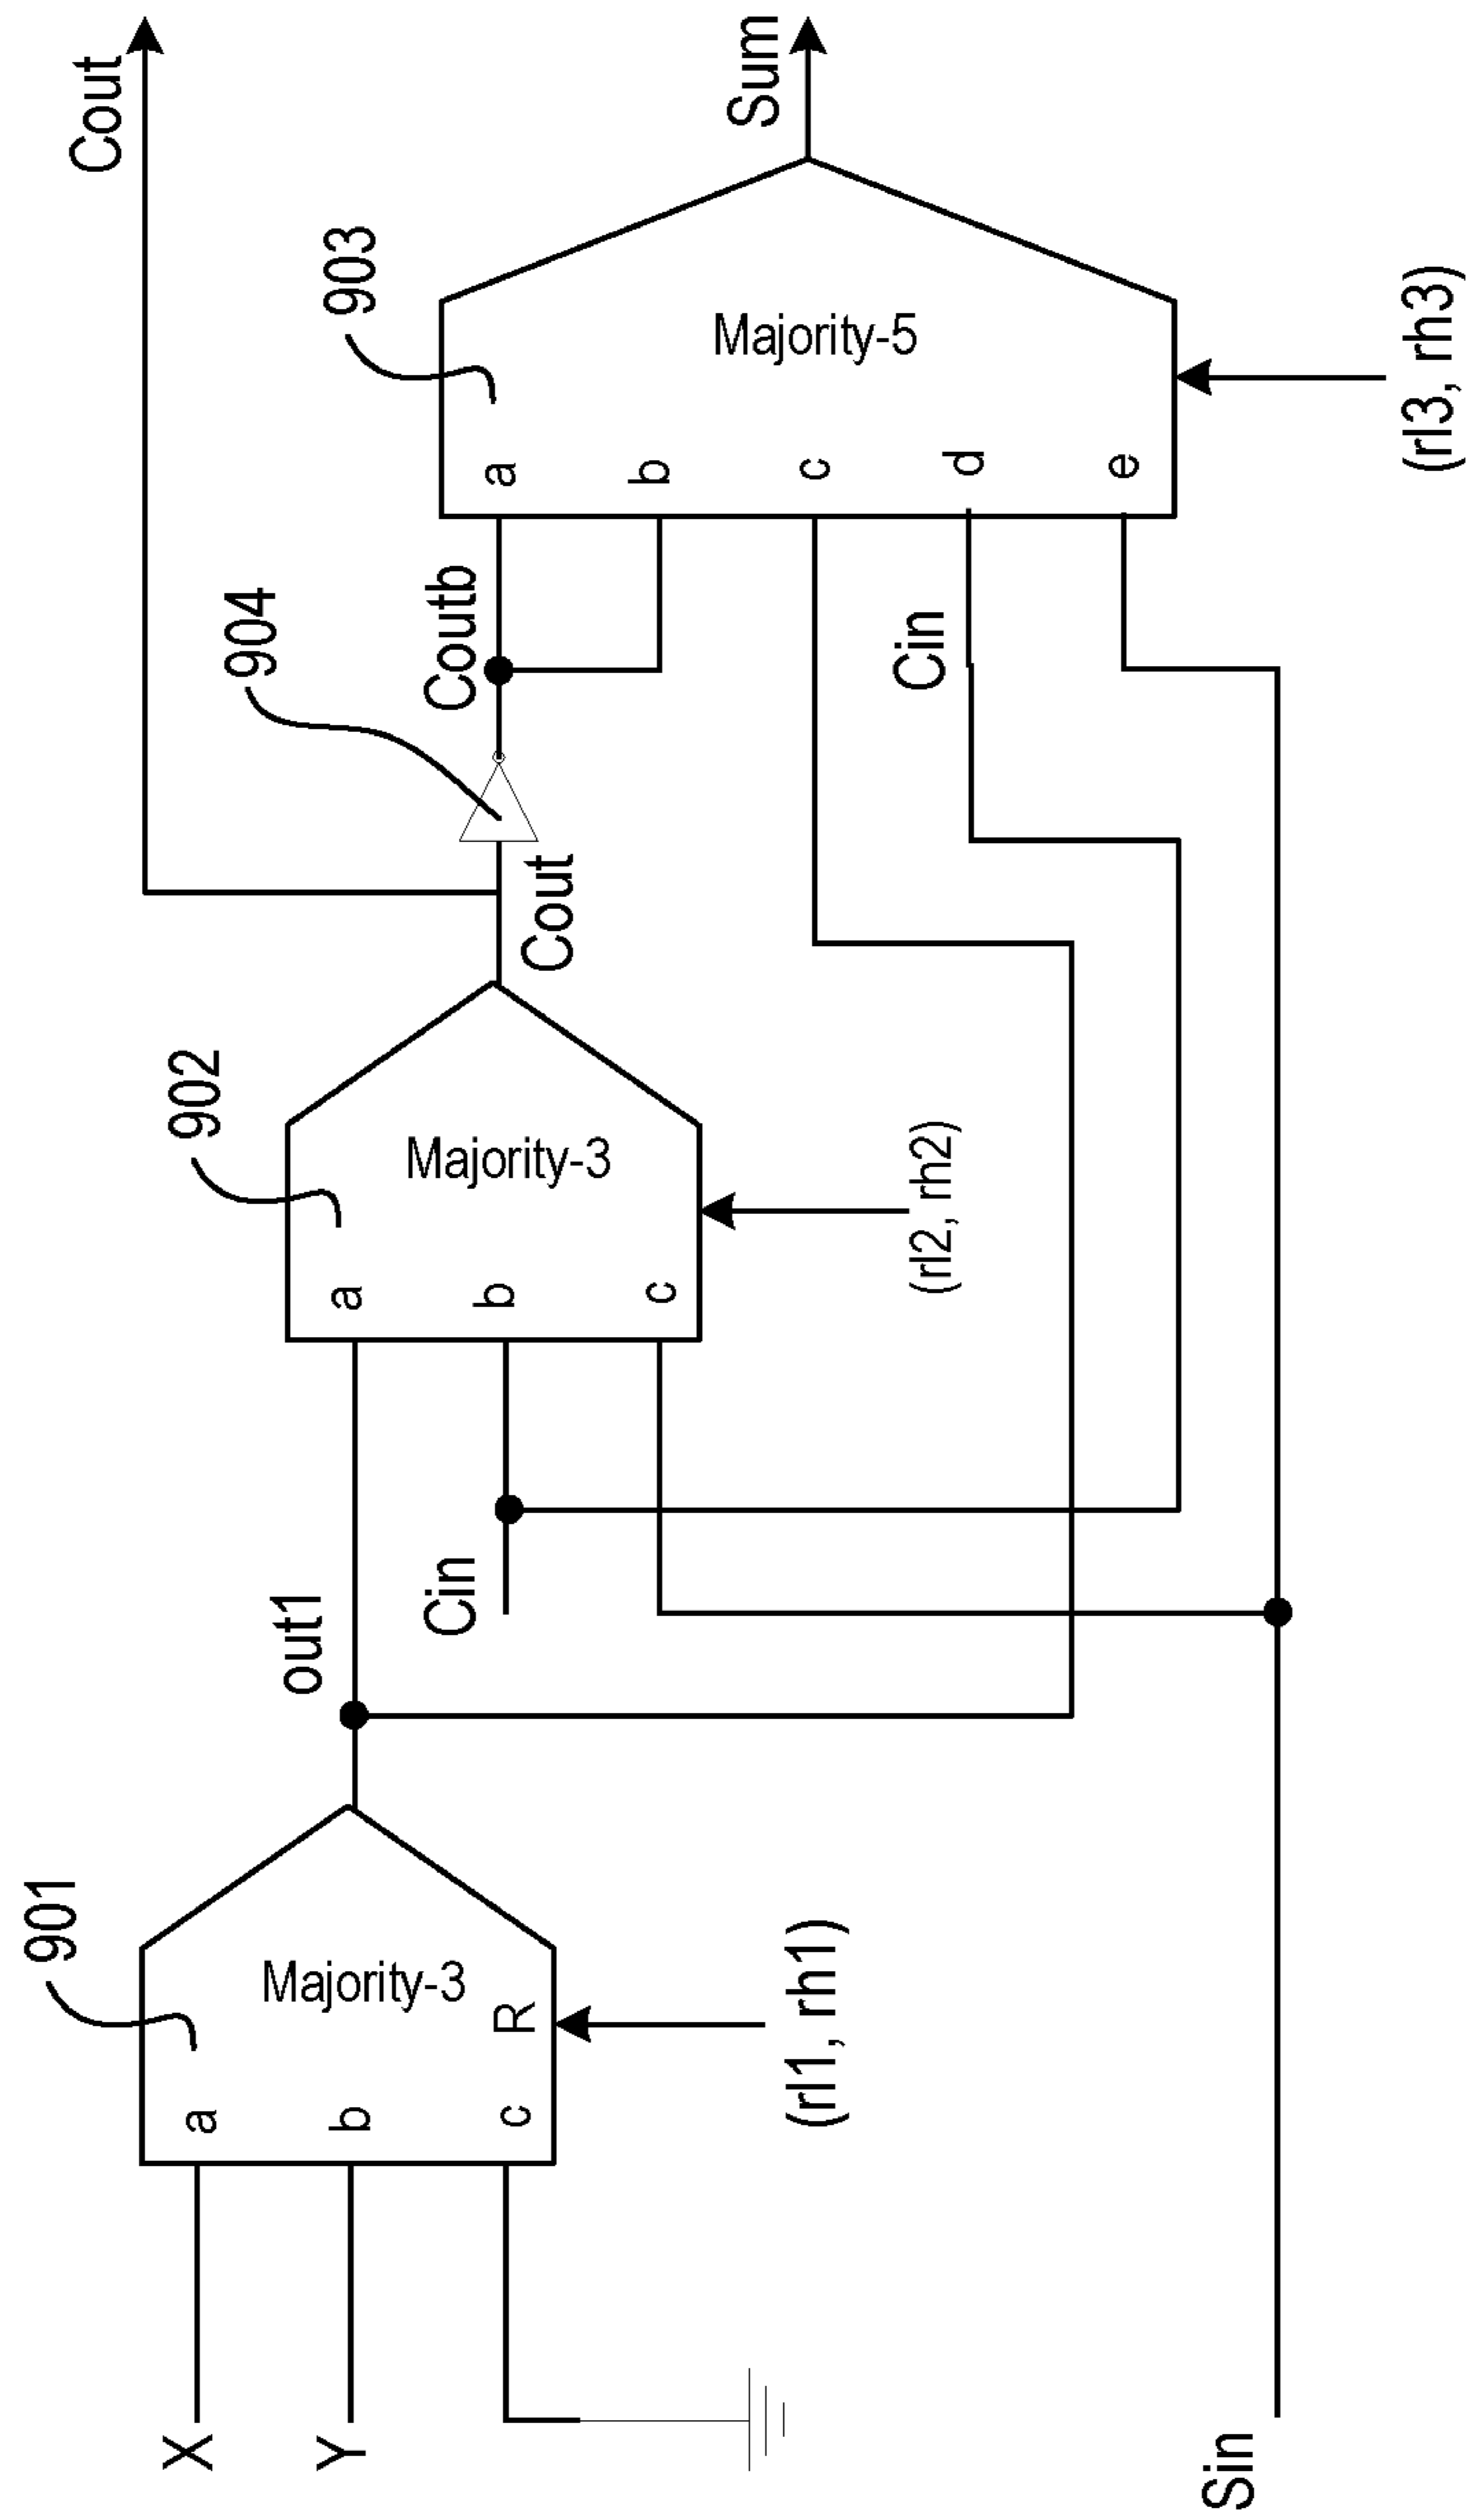 Cout
Sum
903
Majority-5
a
b
c
d
e
(rl3, rh3)
904
Coutb
Cin
Cout
902
Majority-3
a
b
c
(rl2, rh2)
out1
Cin
901
Majority-3
R
a
b
c
(rl1, rh1)
X
Y
Sin